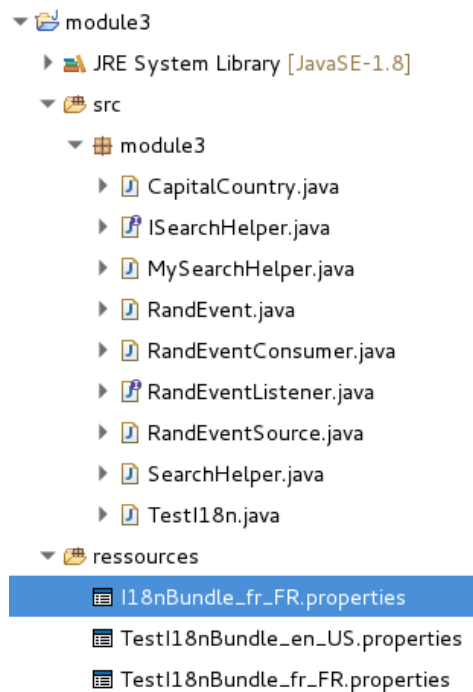 module3
JRE System Library [JavaSE-1.8]
src
module3
CapitalCountry.java
ISearchHelper.java
MySearchHelper.java
RandEvent.java
RandEventConsumer.java
RandEventListener.java
RandEventSource.java
SearchHelper.java
TestI18n.java
ressources
I18nBundle_fr_FR.properties
TestI18nBundle_en_US.properties
TestI18nBundle_fr_FR.properties